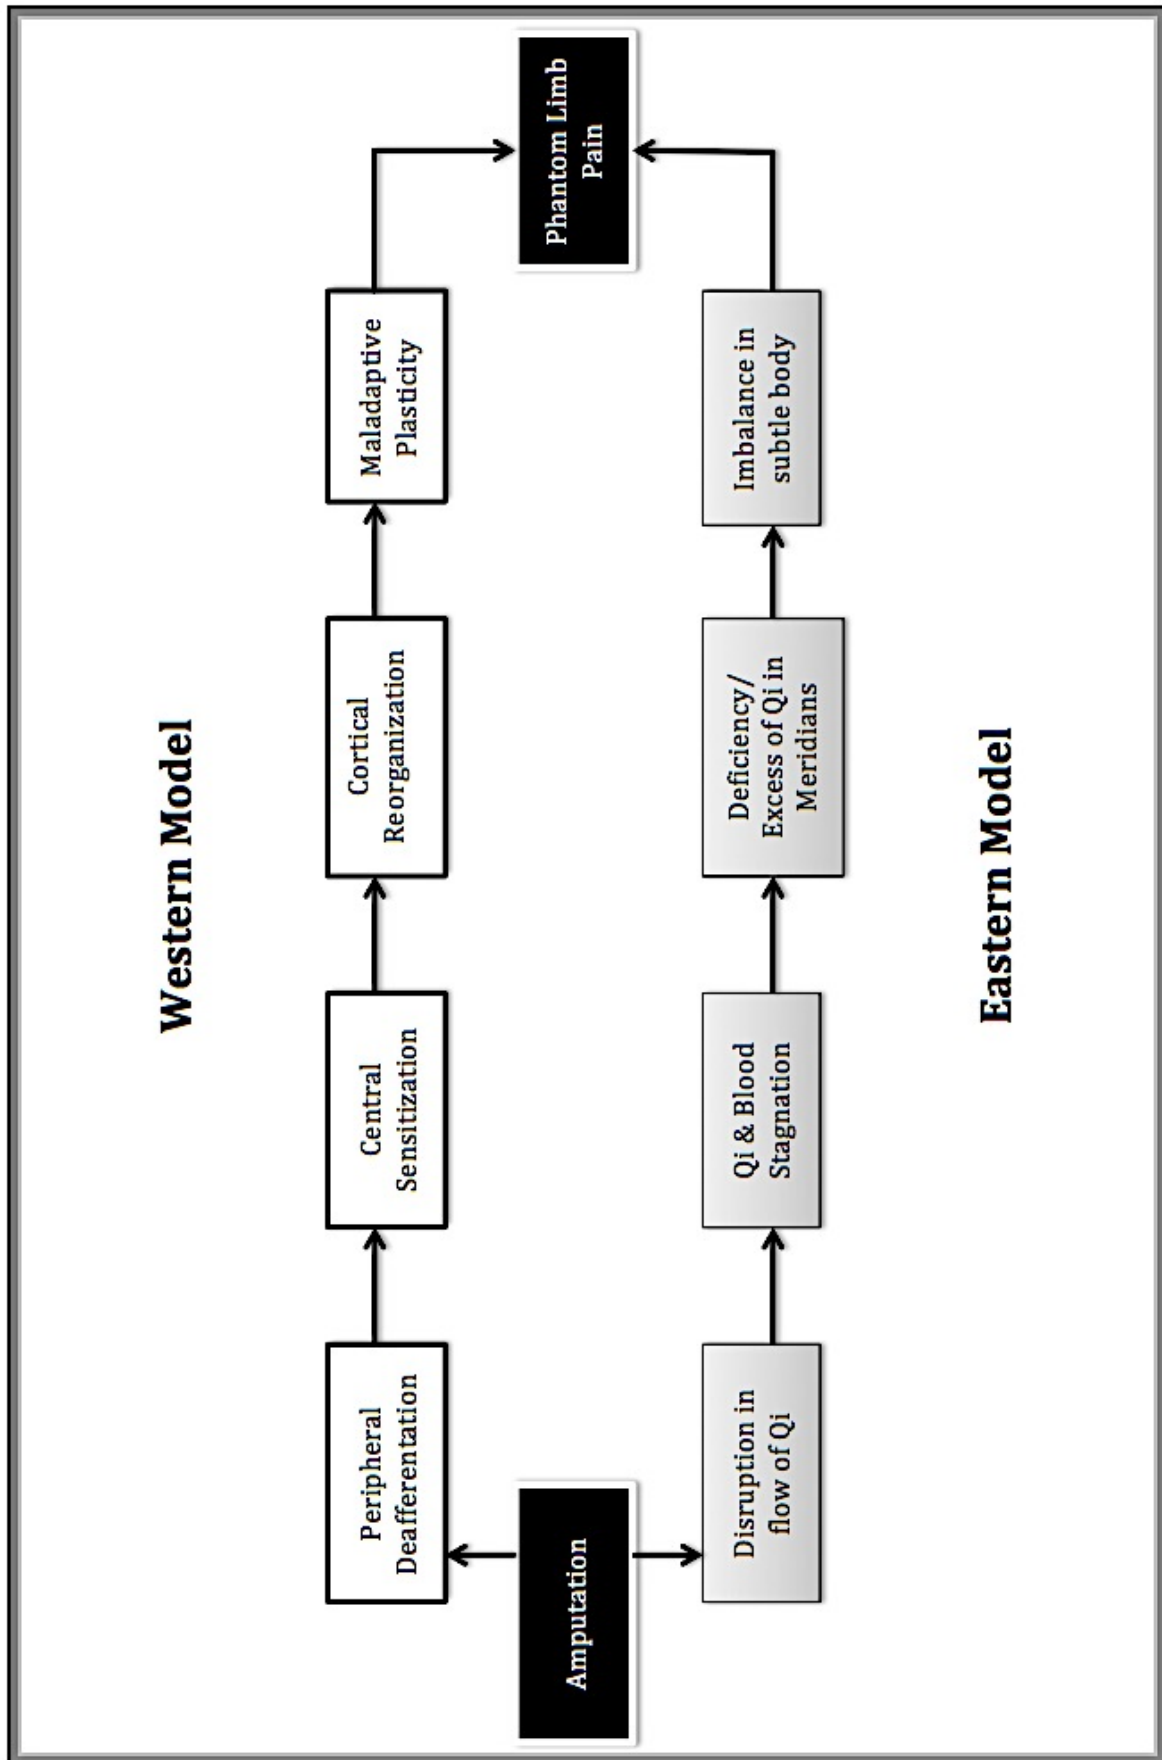 Western Model
Peripheral
Deafferentation
Central
Sensitization
Cortical
Reorganization
Maladaptive
Plasticity
Amputation
Phantom Limb
Pain
Disruption in
flow of Qi
Qi & Blood
Stagnation
Deficiency/
Excess of Qi in
Meridians
Imbalance in
subtle body
Eastern Model